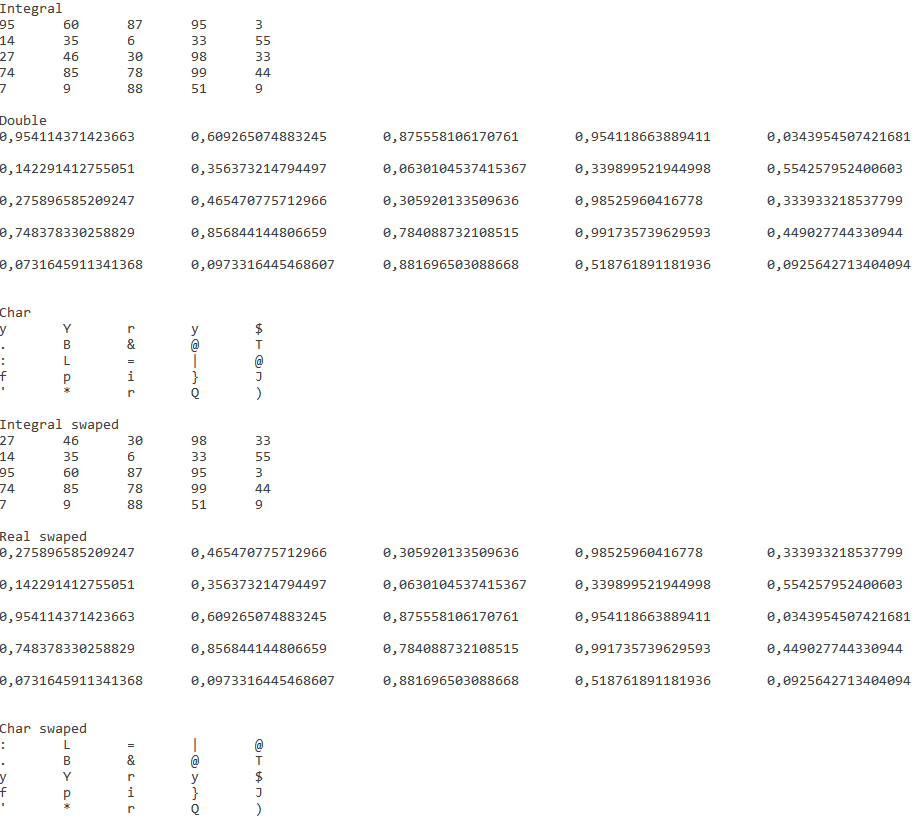 Integral
95 60 87 95 3
14 35 6 33 55
27 46 30 98 33
74 85 78 99 44
7 9 88 51 9
Double
0,954114371423663 0,609265074883245 0,875558106170761 0,954118663889411 0,0343954507421681
0,142291412755051 0,356373214794497 0,0630104537415367 0,339899521944998 0,554257952400603
0,275896585209247 0,465470775712966 0,305920133509636 0,98525960416778 0,333933218537799
0,748378330258829 0,856844144806659 0,784088732108515 0,991735739629593 0,449027744330944
0,0731645911341368 0,0973316445468607 0,881696503088668 0,518761891181936 0,0925642713404094
Char
y Y r y $
. B & @ T
: L = | @
f p i } J
' * r Q )
Integral swaped
27 46 30 98 33
14 35 6 33 55
95 60 87 95 3
74 85 78 99 44
7 9 88 51 9
Real swaped
0,275896585209247 0,465470775712966 0,305920133509636 0,98525960416778 0,333933218537799
0,142291412755051 0,356373214794497 0,0630104537415367 0,339899521944998 0,554257952400603
0,954114371423663 0,609265074883245 0,875558106170761 0,954118663889411 0,0343954507421681
0,748378330258829 0,856844144806659 0,784088732108515 0,991735739629593 0,449027744330944
0,0731645911341368 0,0973316445468607 0,881696503088668 0,518761891181936 0,0925642713404094
Char swaped
: L = | @
. B & @ T
y Y r y $
f p i } J
' * r Q )